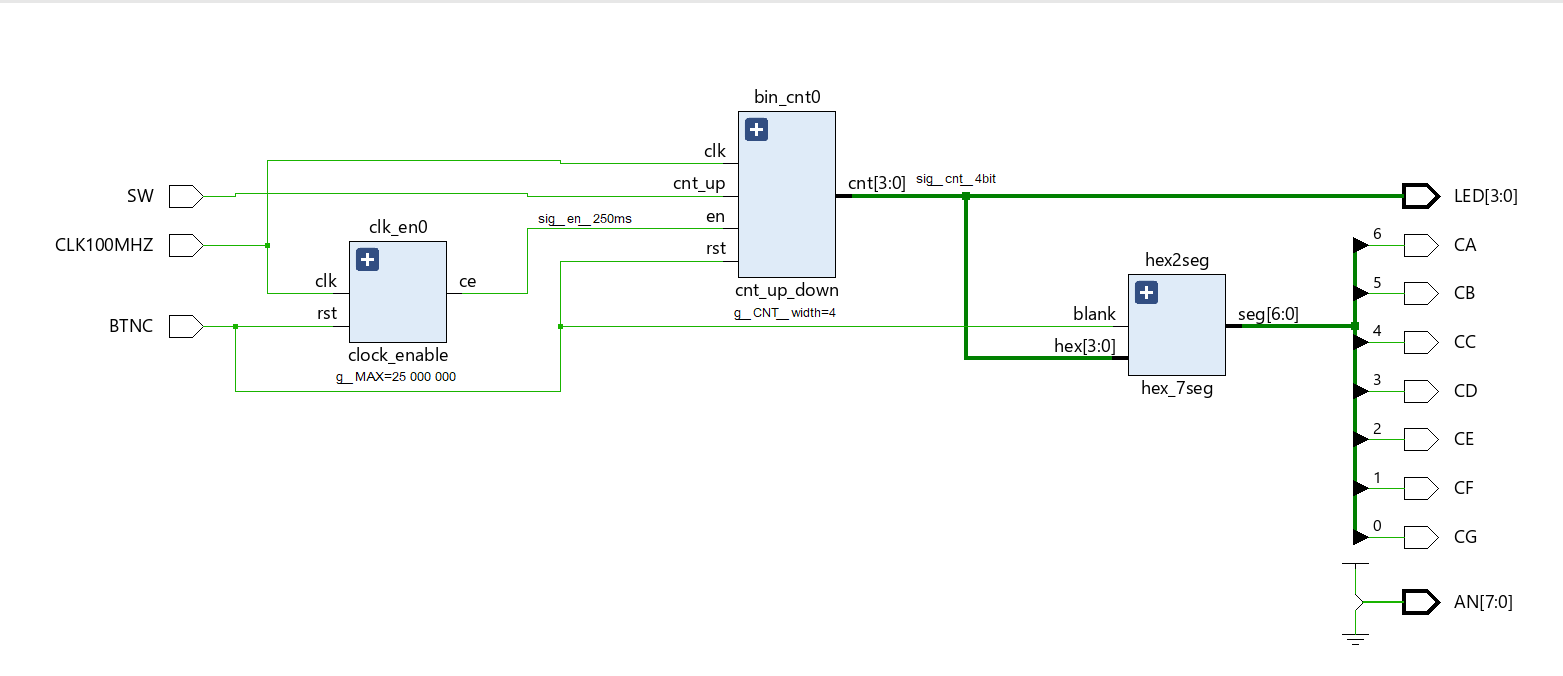 bin_cnt0
clk
SW
cnt_up
cnt[3:0]
sig__cnt__4bit
LED[3:0]
en
sig__en__250ms
clk_en0
CLK100MHZ
rst
6
CA
hex2seg
clk
ce
cnt_up_down
5
CB
g__CNT__width=4
rst
BTNC
blank
seg[6:0]
4
CC
hex[3:0]
clock_enable
g__MAX=25 000 000
hex_7seg
3
CD
2
CE
1
CF
0
CG
AN[7:0]